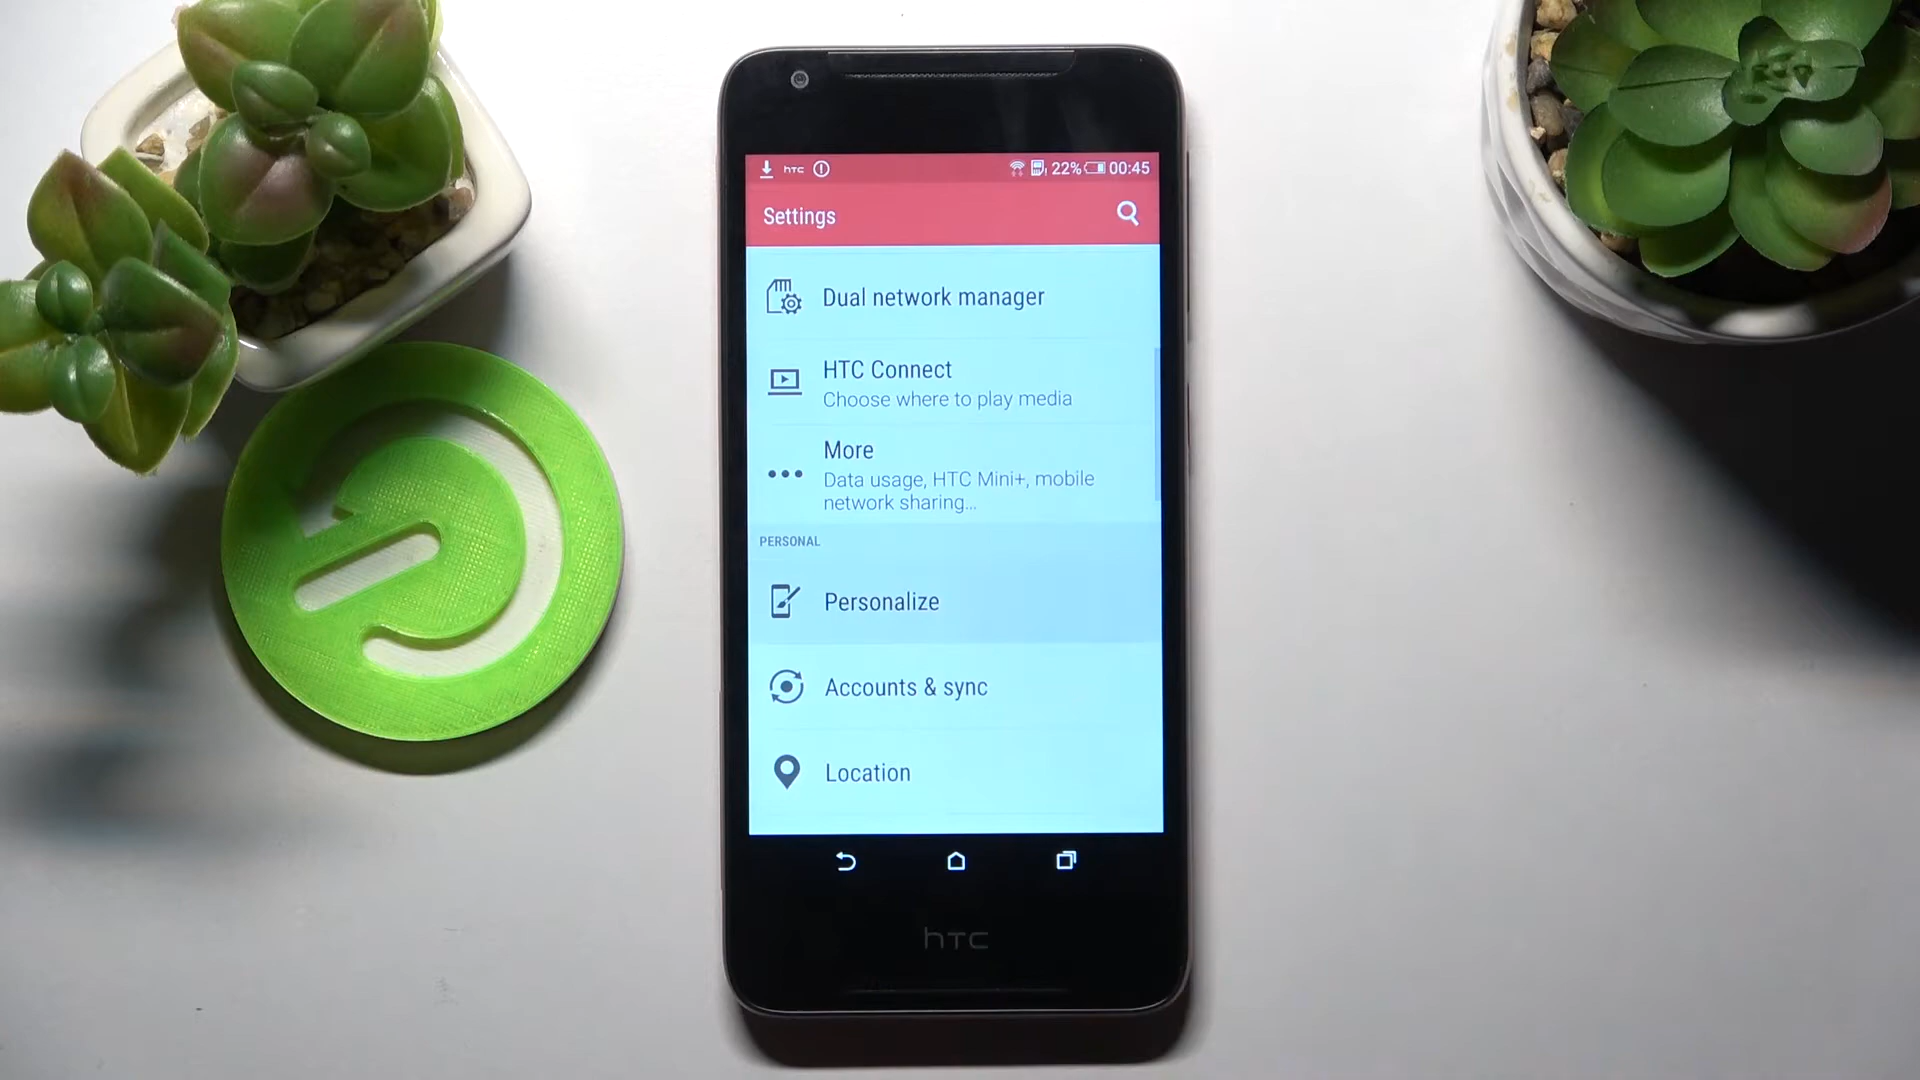 htc 22% 00:45
Settings
Dual network manager
HTC Connect
Choose where to play media
More
Data usage, HTC Mini+, mobile
network sharing...
PERSONAL
Personalize
Accounts & sync
Location
hTC